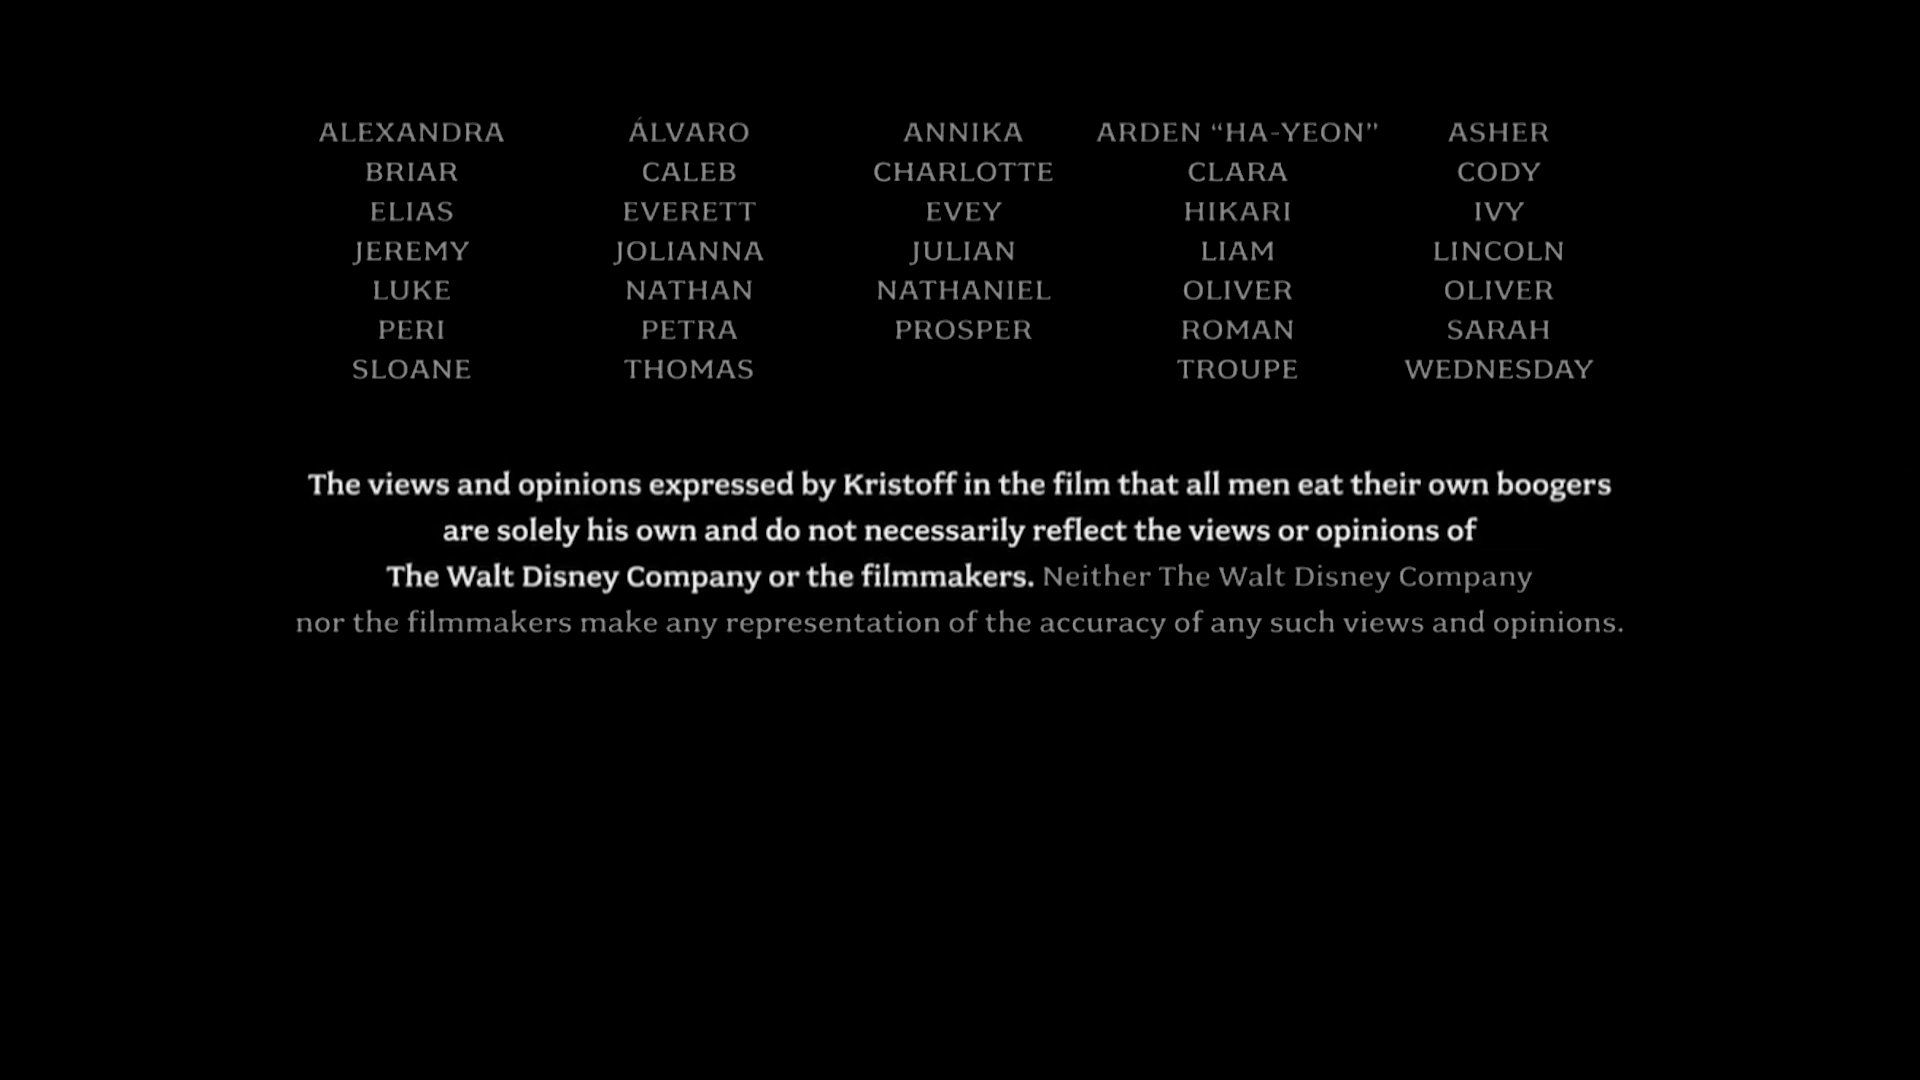 ALEXANDRA ÁLVARO ANNIKA ARDEN “HA-YEON” ASHER
BRIAR CALEB CHARLOTTE CLARA CODY
ELIAS EVERETT EVEY HIKARI IVY
JEREMY JOLIANNA JULIAN LIAM LINCOLN
LUKE NATHAN NATHANIEL OLIVER OLIVER
PERI PETRA PROSPER ROMAN SARAH
SLOANE THOMAS TROUPE WEDNESDAY
The views and opinions expressed by Kristoff in the film that all men eat their own boogers
are solely his own and do not necessarily reflect the views or opinions of
The Walt Disney Company or the filmmakers. Neither The Walt Disney Company
nor the filmmakers make any representation of the accuracy of any such views and opinions.